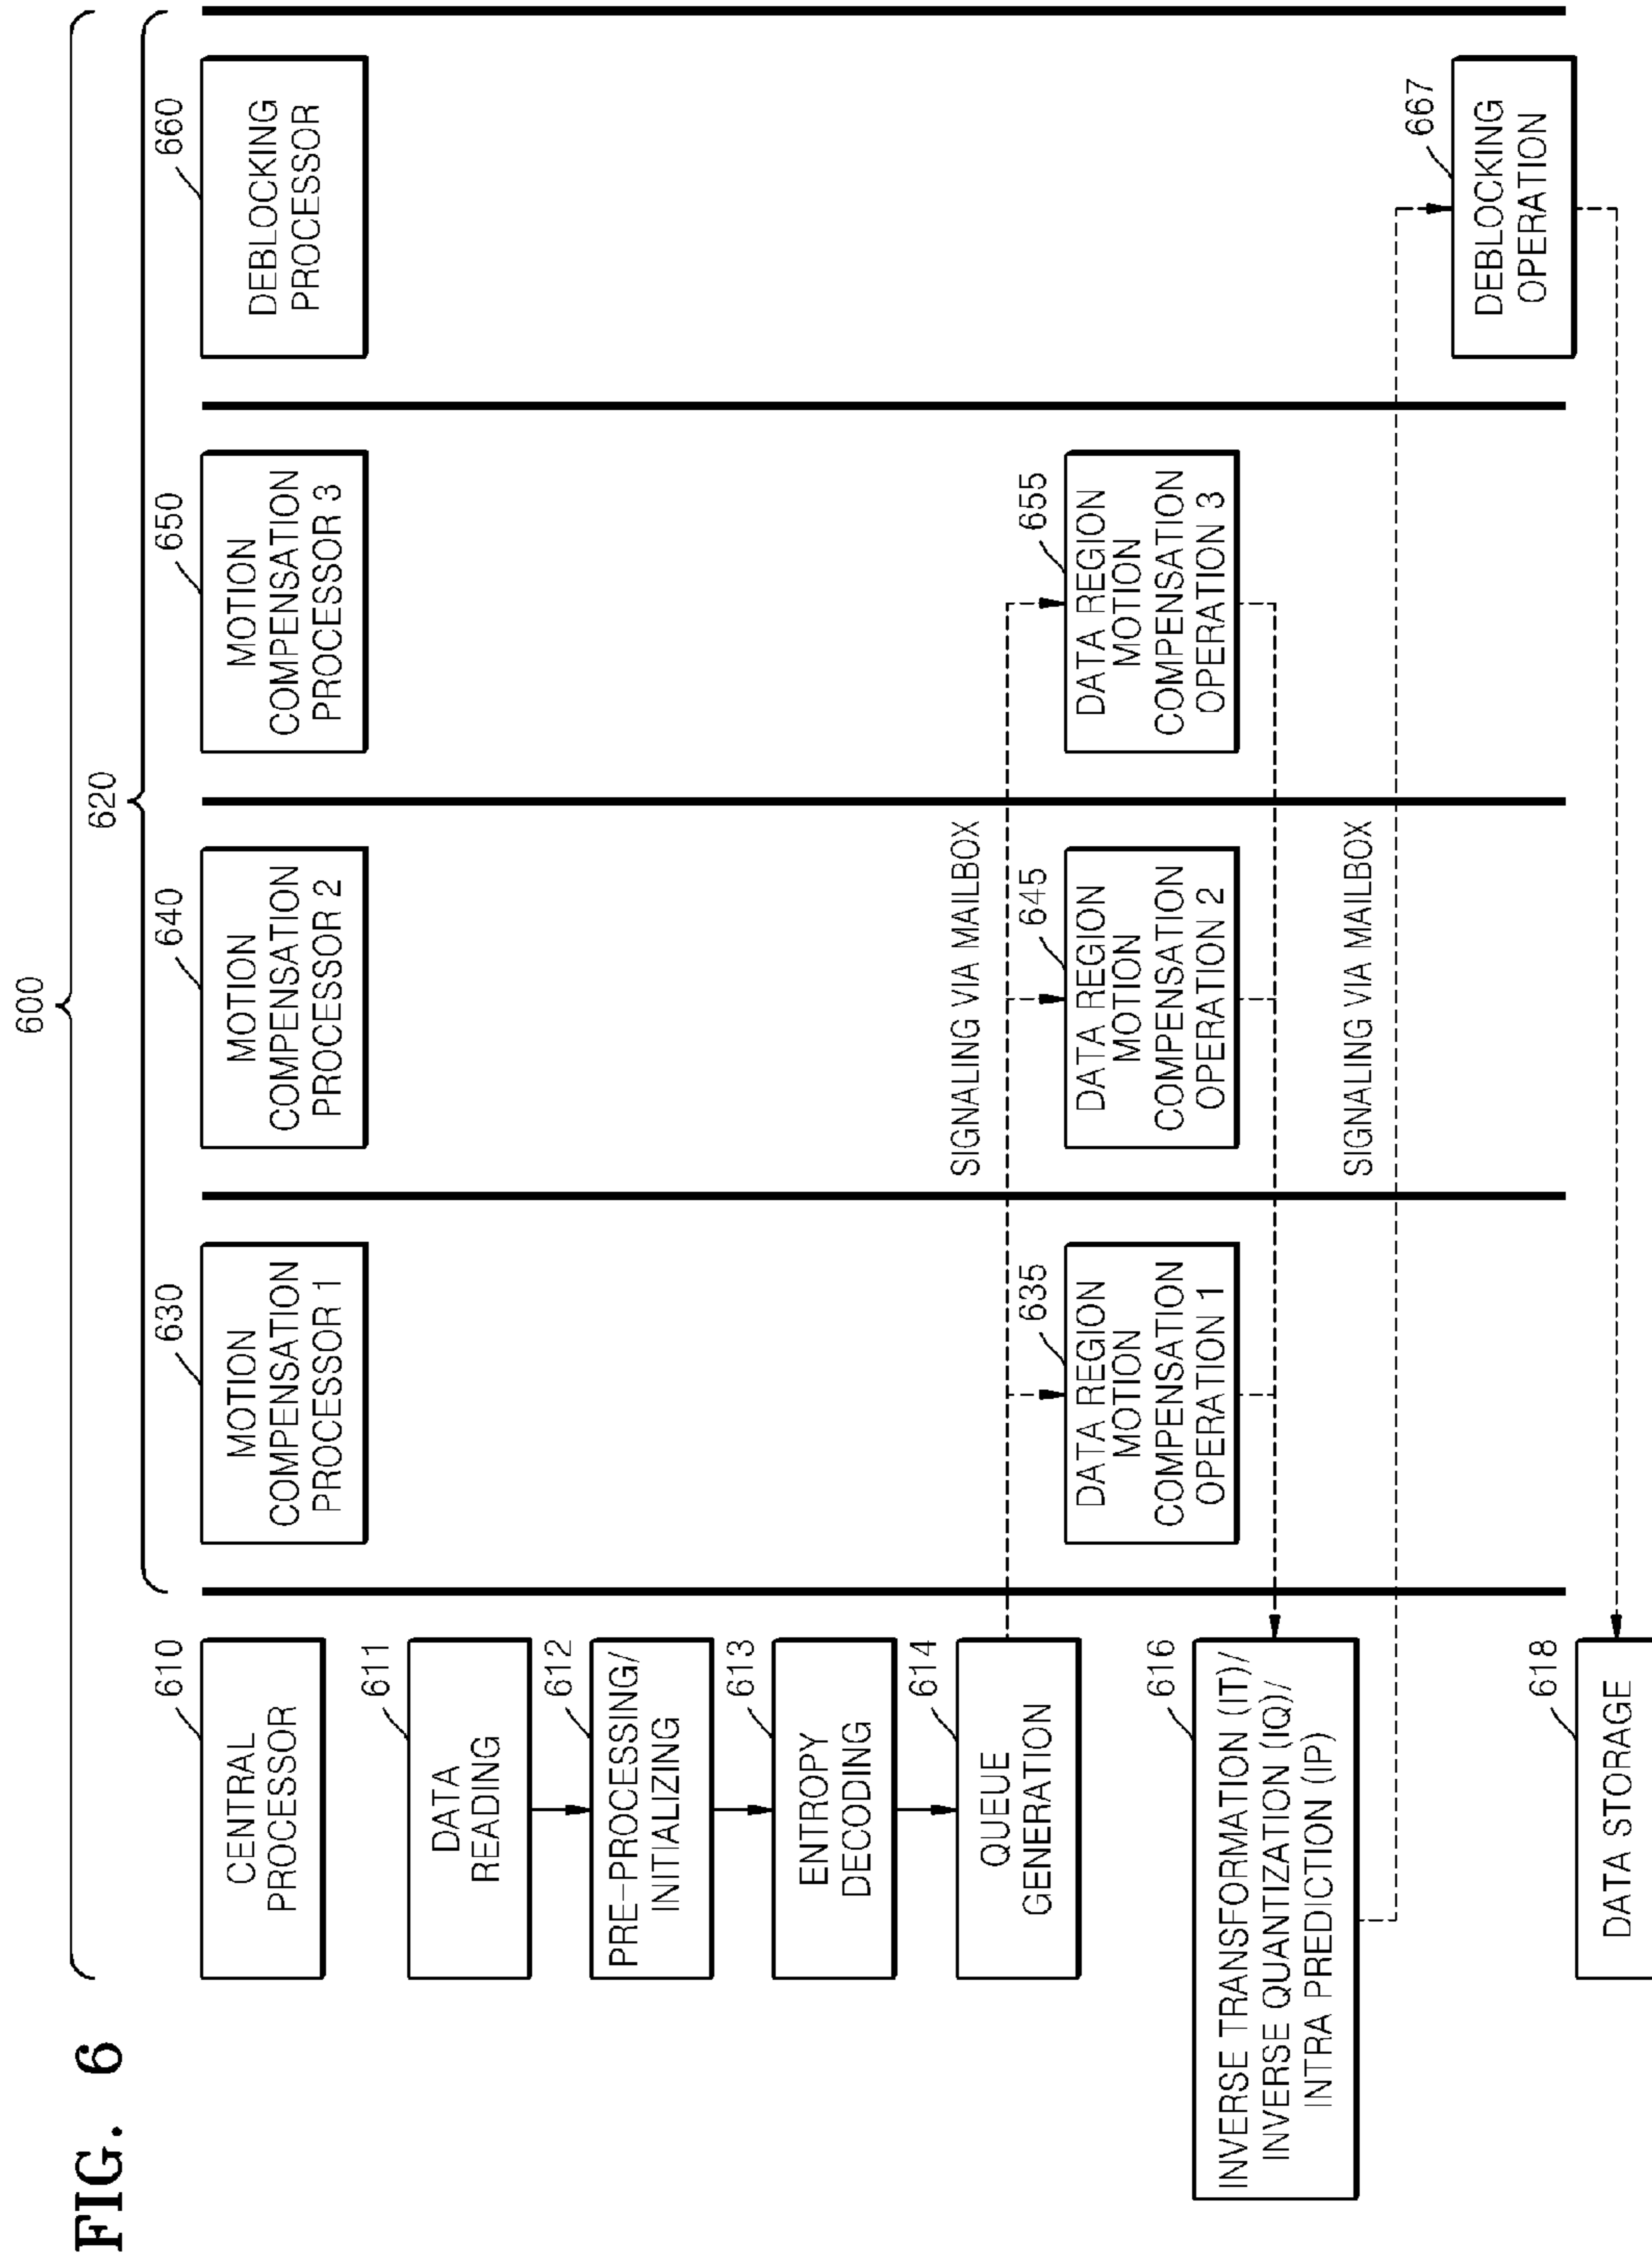 FIG. 6
600
620
610
CENTRAL
PROCESSOR
630
MOTION
COMPENSATION
PROCESSOR 1
640
MOTION
COMPENSATION
PROCESSOR 2
650
MOTION
COMPENSATION
PROCESSOR 3
660
DEBLOCKING
PROCESSOR
611
DATA
READING
612
PRE-PROCESSING/
INITIALIZING
613
ENTROPY
DECODING
614
QUEUE
GENERATION
SIGNALING VIA MAILBOX
635
DATA REGION
MOTION
COMPENSATION
OPERATION 1
645
DATA REGION
MOTION
COMPENSATION
OPERATION 2
655
DATA REGION
MOTION
COMPENSATION
OPERATION 3
616
INVERSE TRANSFORMATION (IT)/
INVERSE QUANTIZATION (IQ)/
INTRA PREDICTION (IP)
SIGNALING VIA MAILBOX
667
DEBLOCKING
OPERATION
618
DATA STORAGE